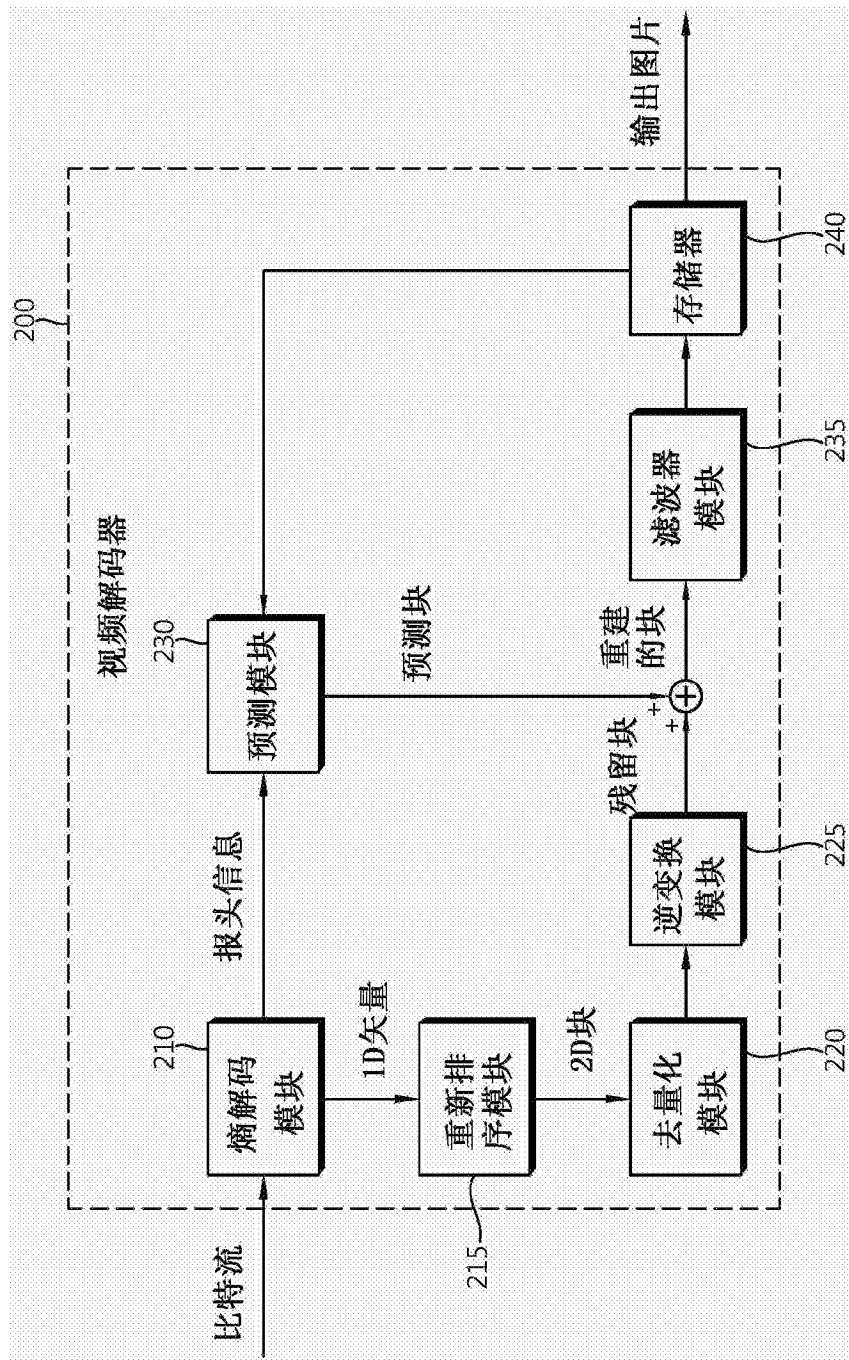 视频解码器
200
比特流
熵解码
模块
210
报头信息
预测模块
230
1D矢量
重新排
序模块
215
预测块
2D块
去量化
模块
220
逆变换
模块
225
残留块
+
+
重建
的块
滤波器
模块
235
存储器
240
输出图片